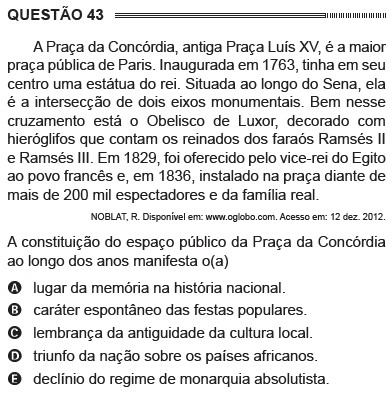 QUESTÃO 43
A Praça da Concórdia, antiga Praça Luís XV, é a maior
praça pública de Paris. Inaugurada em 1763, tinha em seu
centro uma estátua do rei. Situada ao longo do Sena, ela
é a intersecção de dois eixos monumentais. Bem nesse
cruzamento está o Obelisco de Luxor, decorado com
hieróglifos que contam os reinados dos faraós Ramsés II
e Ramsés III. Em 1829, foi oferecido pelo vice-rei do Egito
ao povo francês e, em 1836, instalado na praça diante de
mais de 200 mil espectadores e da família real.
NOBLAT, R. Disponível em: www.oglobo.com. Acesso em: 12 dez. 2012.
A constituição do espaço público da Praça da Concórdia
ao longo dos anos manifesta o(a)
A lugar da memória na história nacional.
B caráter espontâneo das festas populares.
C lembrança da antiguidade da cultura local.
D triunfo da nação sobre os países africanos.
E declínio do regime de monarquia absolutista.